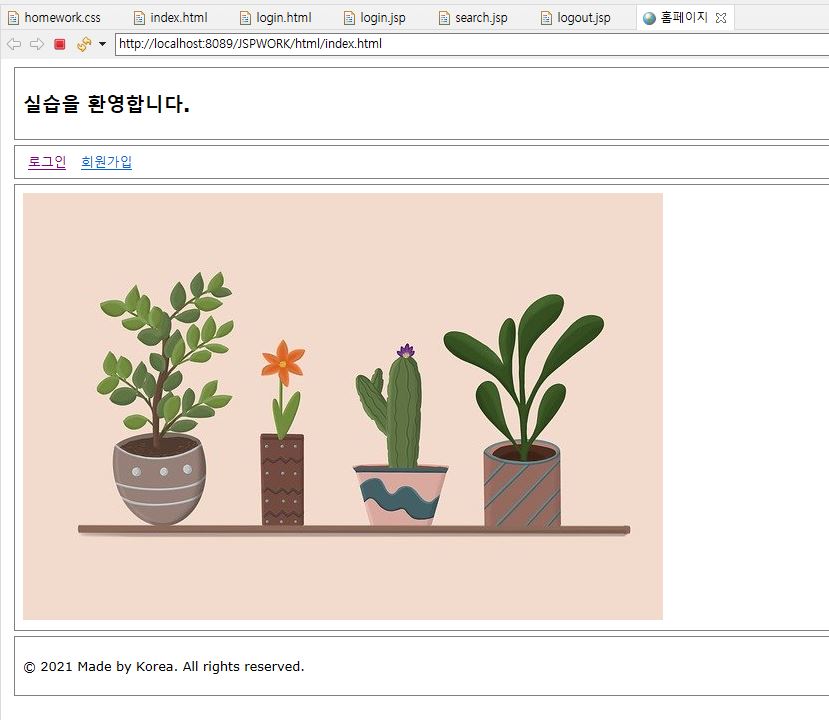 homework.css index.html login.html login.jsp search.jsp logout.jsp 홈페이지
http://localhost:8089/JSPWORK/html/index.html
실습을 환영합니다.
로그인 회원가입
© 2021 Made by Korea. All rights reserved.